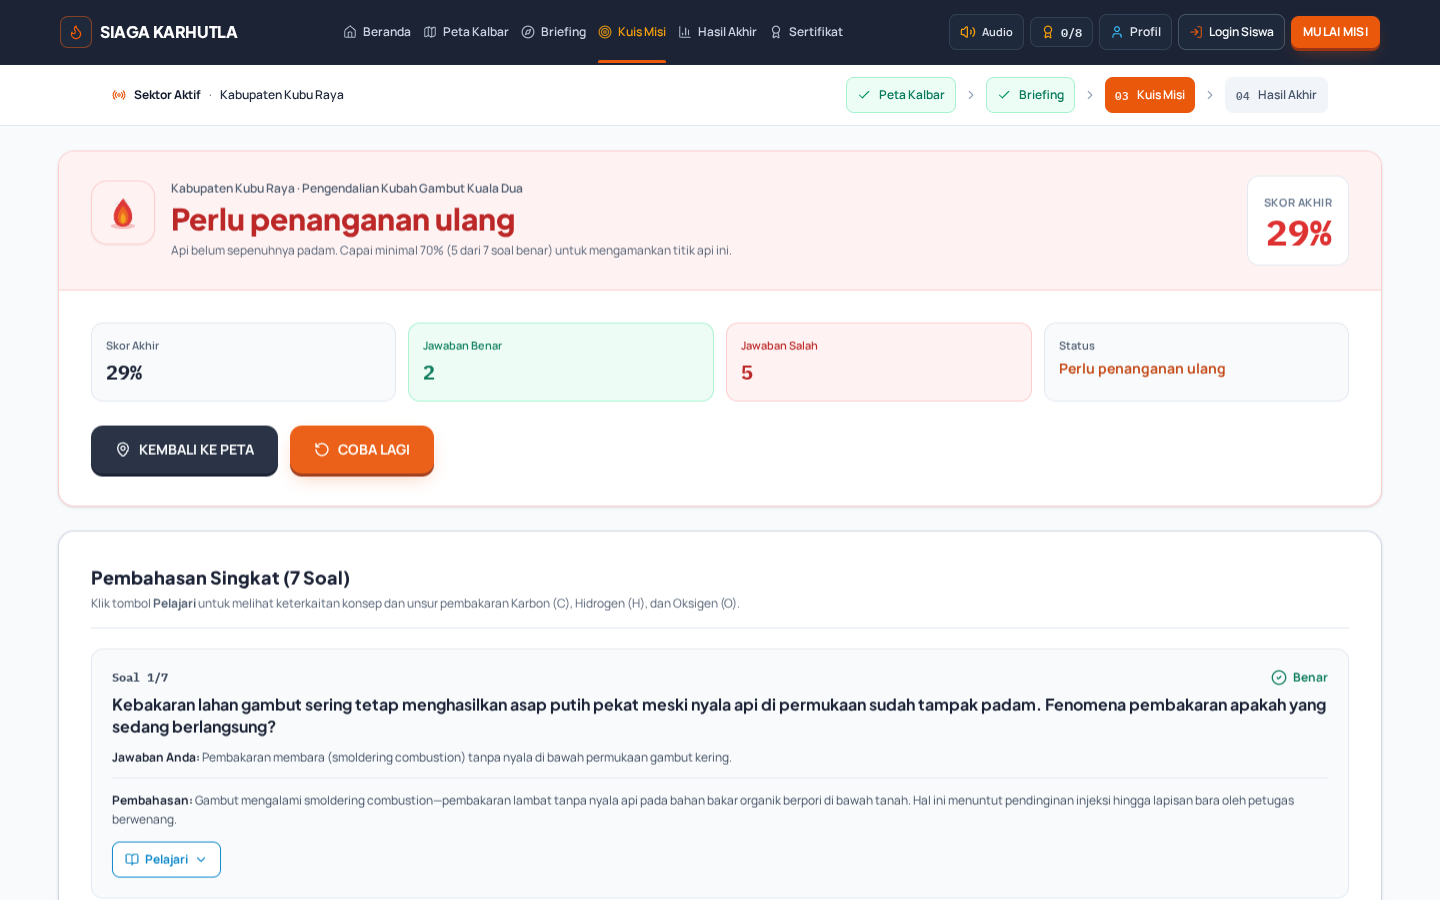 SIAGA KARHUTLA
Beranda
Peta Kalbar
Briefing
Kuis Misi
Hasil Akhir
Sertifikat
Audio
0/8
Profil
Login Siswa
MULAI MISI
Sektor Aktif · Kabupaten Kubu Raya
Peta Kalbar
Briefing
03 Kuis Misi
04 Hasil Akhir
Kabupaten Kubu Raya · Pengendalian Kubah Gambut Kuala Dua
Perlu penanganan ulang
Api belum sepenuhnya padam. Capai minimal 70% (5 dari 7 soal benar) untuk mengamankan titik api ini.
SKOR AKHIR
29%
Skor Akhir
29%
Jawaban Benar
2
Jawaban Salah
5
Status
Perlu penanganan ulang
KEMBALI KE PETA
COBA LAGI
Pembahasan Singkat (7 Soal)
Klik tombol Pelajari untuk melihat keterkaitan konsep dan unsur pembakaran Karbon (C), Hidrogen (H), dan Oksigen (O).
Soal 1/7
Benar
Kebakaran lahan gambut sering tetap menghasilkan asap putih pekat meski nyala api di permukaan sudah tampak padam. Fenomena pembakaran apakah yang
sedang berlangsung?
Jawaban Anda: Pembakaran membara (smoldering combustion) tanpa nyala di bawah permukaan gambut kering.
Pembahasan: Gambut mengalami smoldering combustion—pembakaran lambat tanpa nyala api pada bahan bakar organik berpori di bawah tanah. Hal ini menuntut pendinginan injeksi hingga lapisan bara oleh petugas
berwenang.
Pelajari